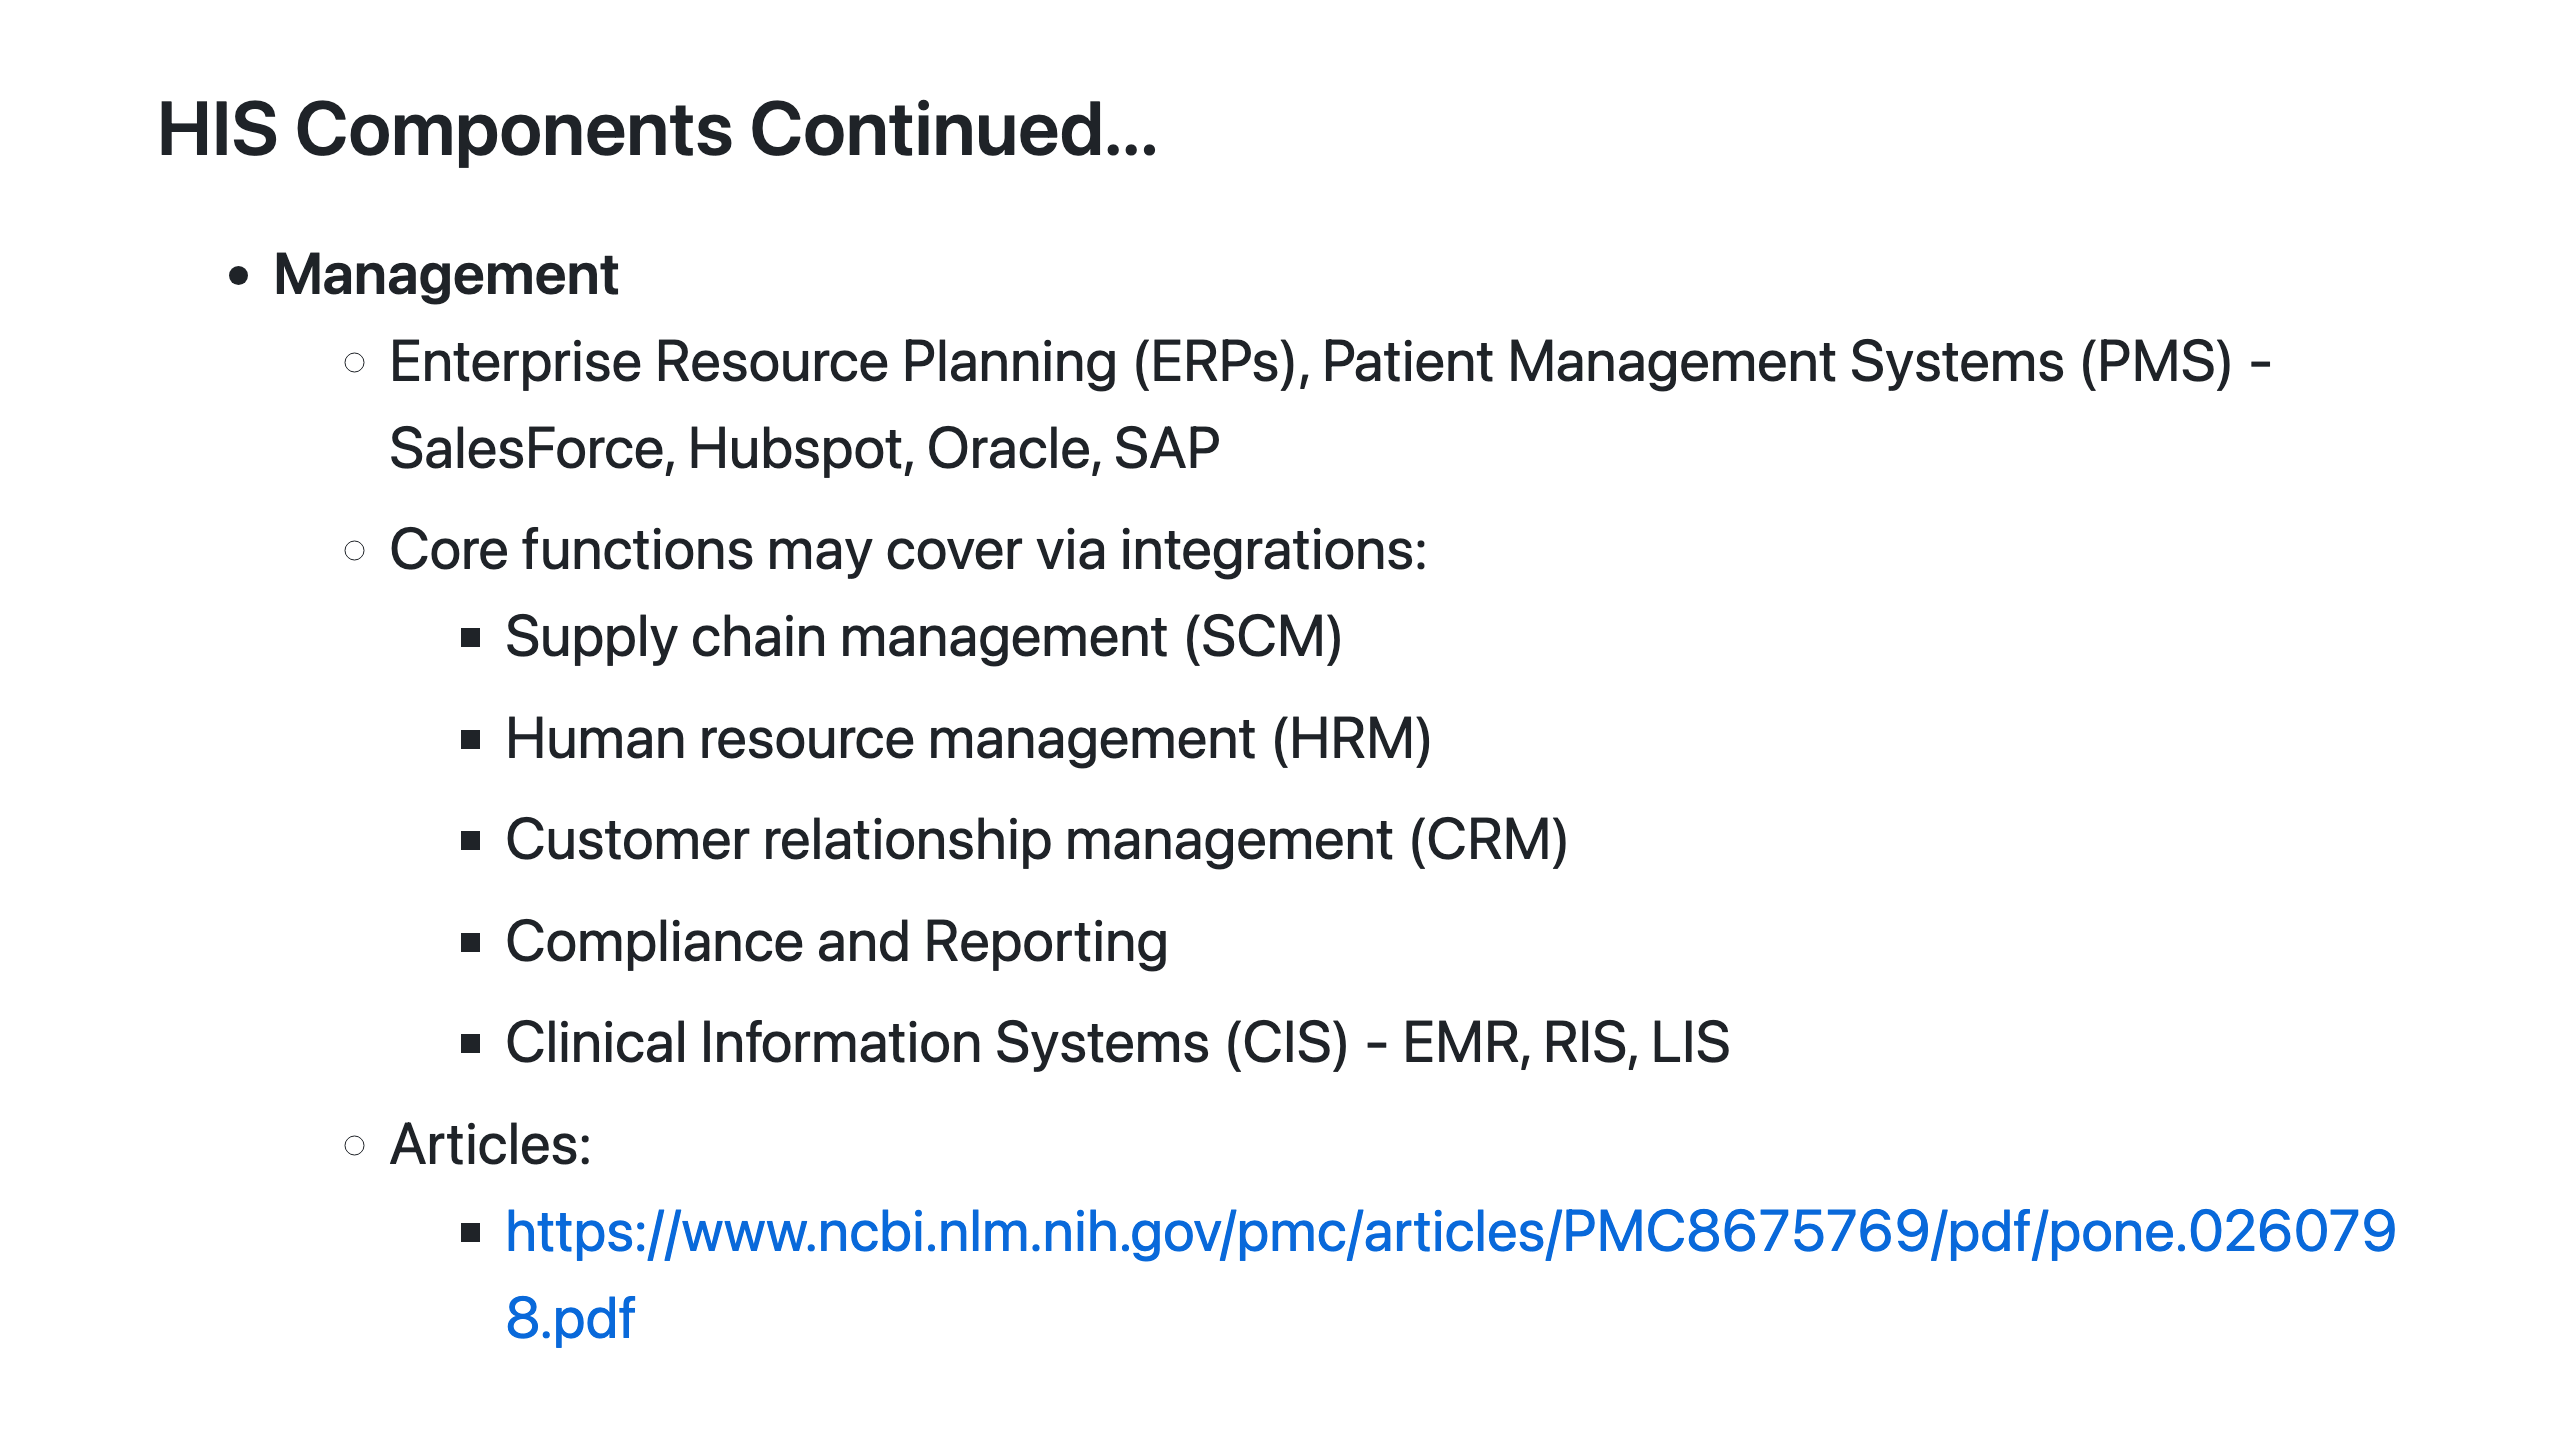 HIS Components Continued...
• Management
○ Enterprise Resource Planning (ERPs), Patient Management Systems (PMS) -
SalesForce, Hubspot, Oracle, SAP
○ Core functions may cover via integrations:
▪ Supply chain management (SCM)
▪ Human resource management (HRM)
▪ Customer relationship management (CRM)
▪ Compliance and Reporting
▪ Clinical Information Systems (CIS) - EMR, RIS, LIS
○ Articles:
▪ https://www.ncbi.nlm.nih.gov/pmc/articles/PMC8675769/pdf/pone.026079
8.pdf